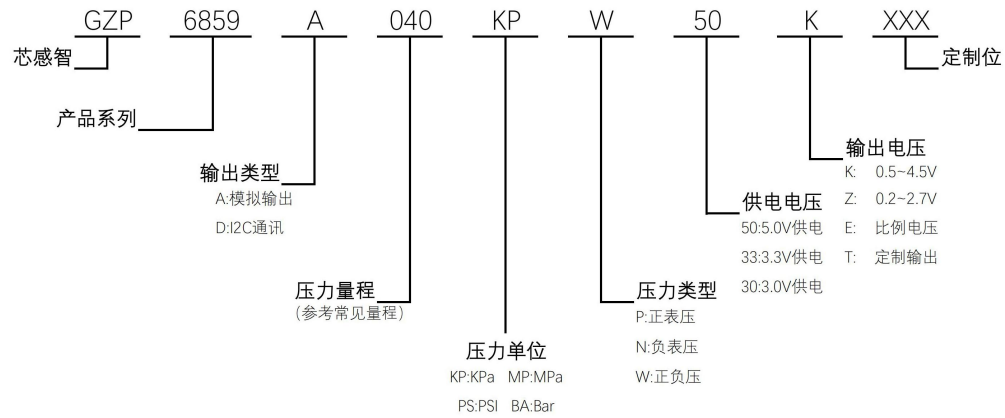 GZP 6859 A 040 KP W 50 K XXX
芯感智
定制位
产品系列
输出类型
A:模拟输出
D:I2C通讯
压力量程
(参考常见量程)
压力单位
KP:KPa MP:MPa
PS:PSI BA:Bar
压力类型
P:正表压
N:负表压
W:正负压
供电电压
50:5.0V供电
33:3.3V供电
30:3.0V供电
输出电压
K: 0.5~4.5V
Z: 0.2~2.7V
E: 比例电压
T: 定制输出